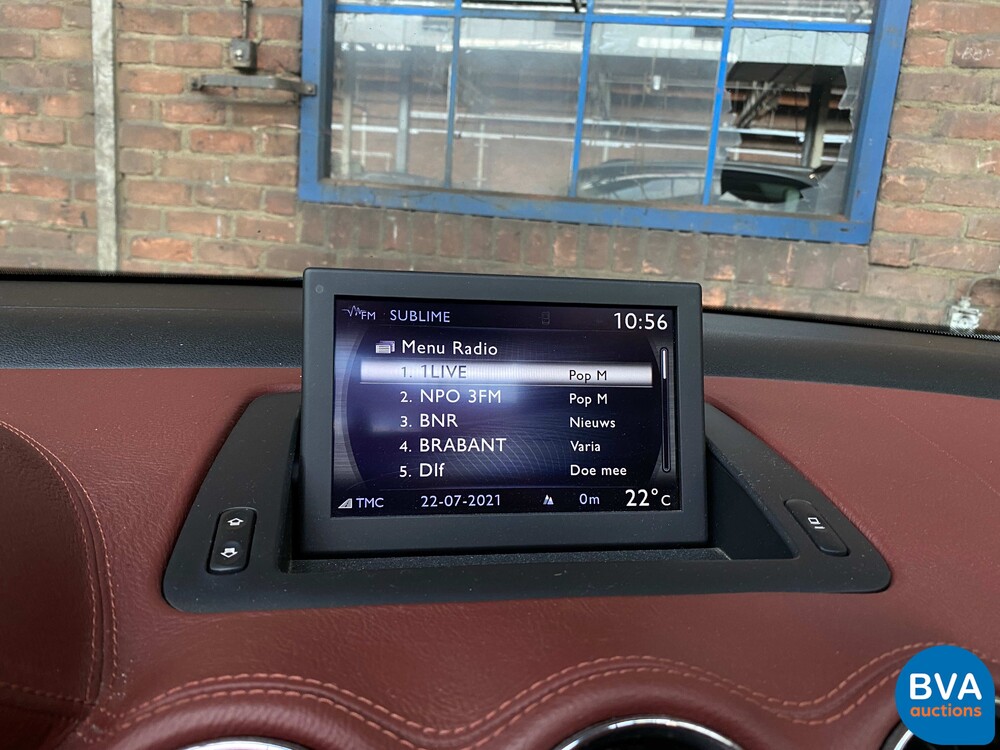 FM SUBLIME 10:56
Menu Radio
1. 1LIVE Pop M
2. NPO 3FM Pop M
3. BNR Nieuws
4. BRABANT Varia
5. Dlf Doe mee
TMC 22-07-2021 0m 22°C
BVA
auctions